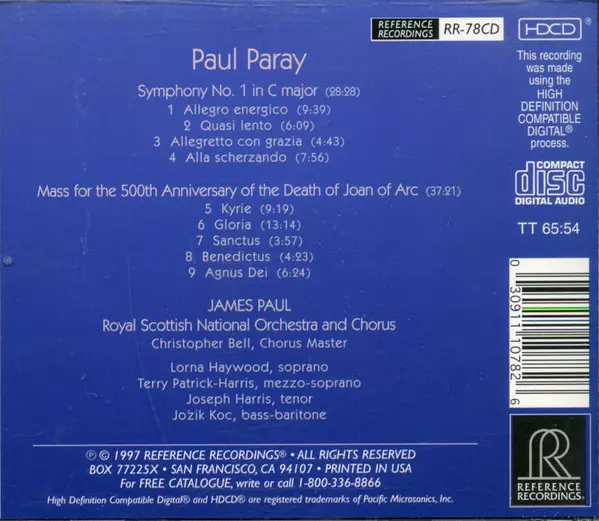 REFERENCE RECORDINGS RR-78CD
HDCD
This recording
was made
using the
HIGH
DEFINITION
COMPATIBLE
DIGITAL®
process.
COMPACT
disc
DIGITAL AUDIO
TT 65:54
Paul Paray
Symphony No. 1 in C major (28:28)
1 Allegro energico (9:39)
2 Quasi lento (6:09)
3 Allegretto con grazia (4:43)
4 Alla scherzando (7:56)
Mass for the 500th Anniversary of the Death of Joan of Arc (37:21)
5 Kyrie (9:19)
6 Gloria (13:14)
7 Sanctus (3:57)
8 Benedictus (4:23)
9 Agnus Dei (6:24)
JAMES PAUL
Royal Scottish National Orchestra and Chorus
Christopher Bell, Chorus Master
Lorna Haywood, soprano
Terry Patrick-Harris, mezzo-soprano
Joseph Harris, tenor
Jožik Koc, bass-baritone
0 30911 10782 6
R
REFERENCE
RECORDINGS
℗ © 1997 REFERENCE RECORDINGS® • ALL RIGHTS RESERVED
BOX 77225X • SAN FRANCISCO, CA 94107 • PRINTED IN USA
For FREE CATALOGUE, write or call 1-800-336-8866
High Definition Compatible Digital® and HDCD® are registered trademarks of Pacific Microsonics, Inc.